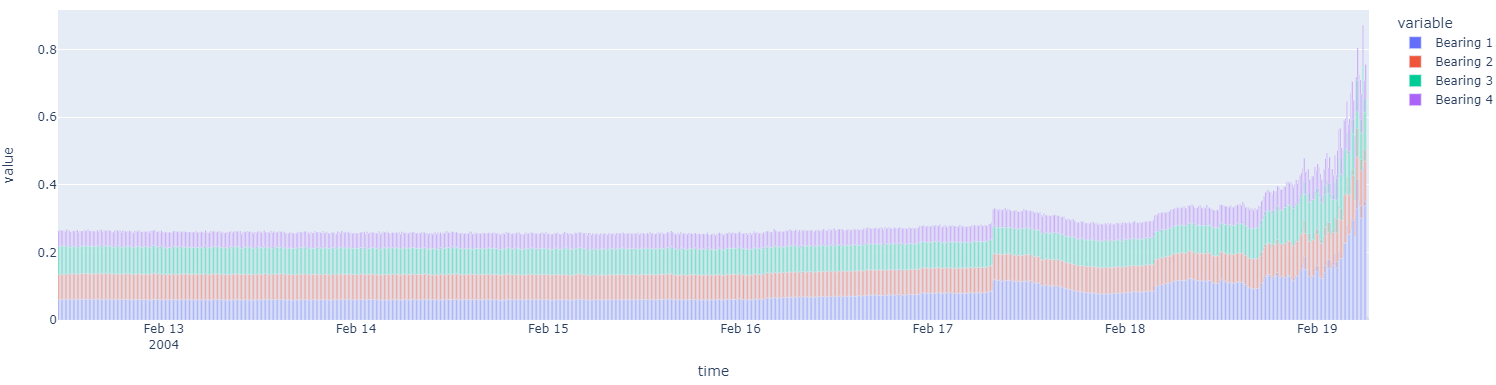 variable
Bearing 1
Bearing 2
Bearing 3
Bearing 4
value
0.8
0.6
0.4
0.2
0
Feb 13 Feb 14 Feb 15 Feb 16 Feb 17 Feb 18 Feb 19
2004
time